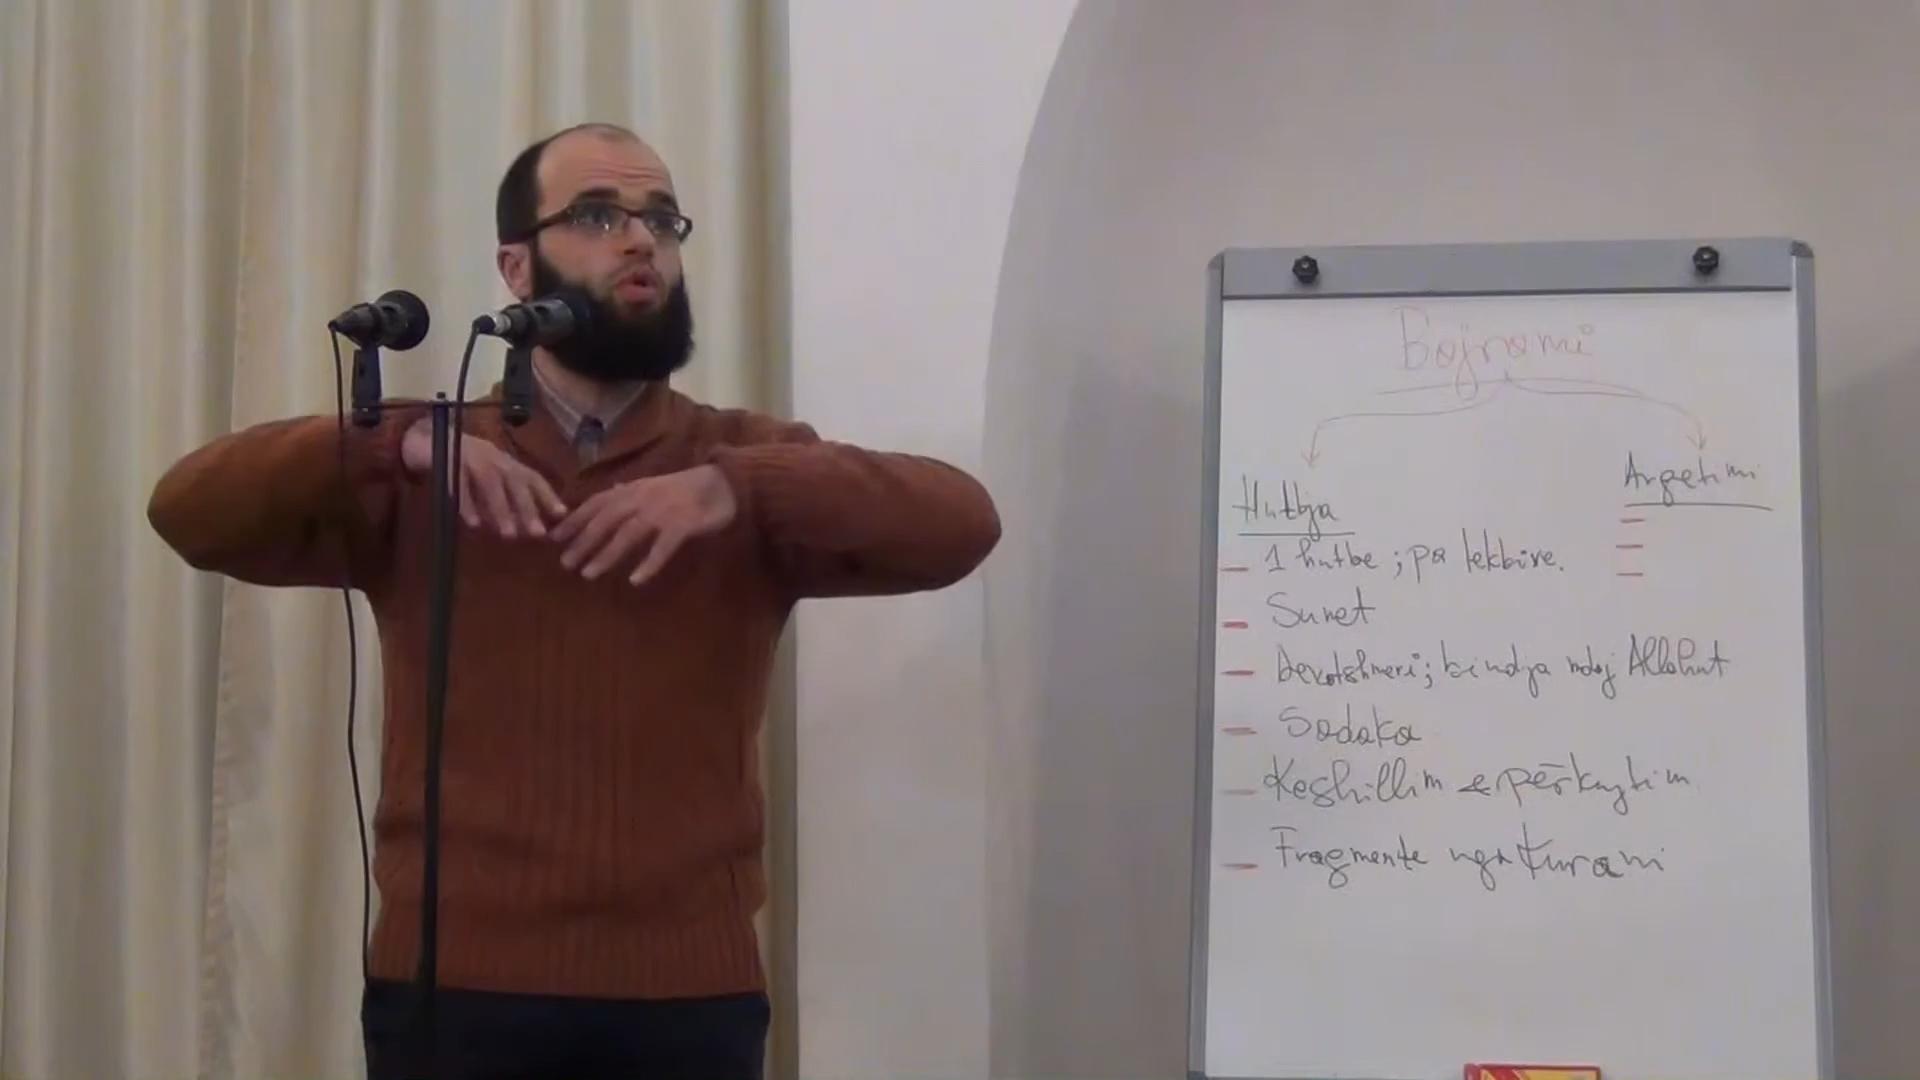 Bajrami
Hutbja
1 hutbe ; pa tekbire.
Sunet
Devotshmeri; bindja ndaj Allahut
Sadaka
Keshillim e përkujtim
Fragmente nga Kurani
Argetimi